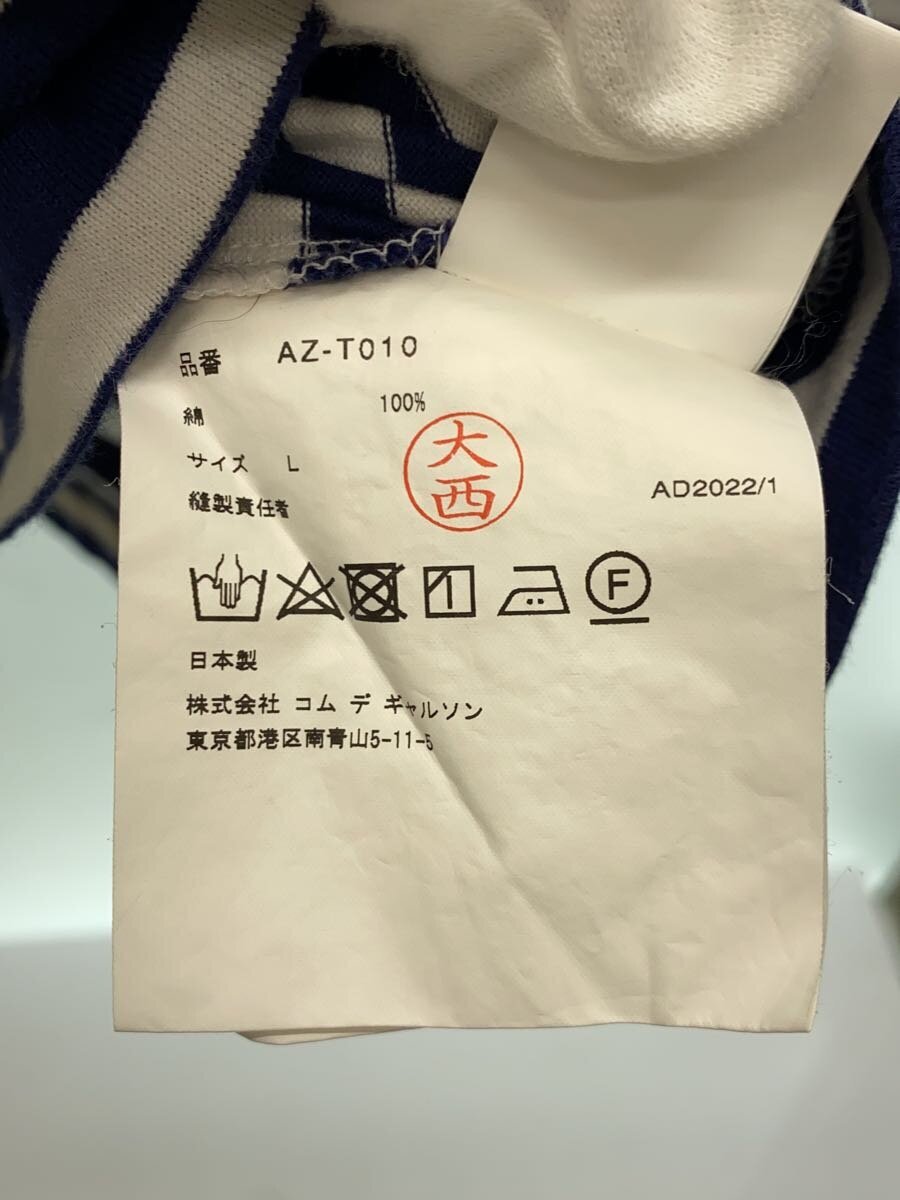 品番 AZ-T010
綿 100%
サイズ L
大西
縫製責任者
AD2022/1
F
日本製
株式会社 コム デ ギャルソン
東京都港区南青山5-11-5